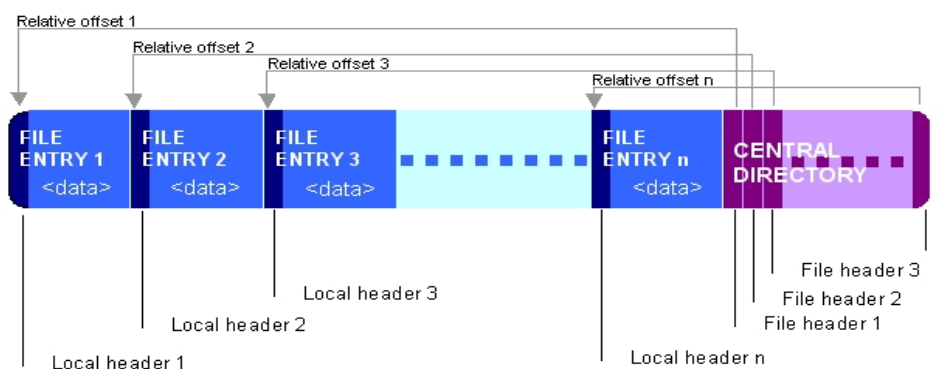 Relative offset 1
Relative offset 2
Relative offset 3
Relative offset n
FILE
ENTRY 1
<data>
FILE
ENTRY 2
<data>
FILE
ENTRY 3
<data>
FILE
ENTRY n
<data>
CENTRAL
DIRECTORY
File header 3
Local header 3
File header 2
Local header 2
File header 1
Local header n
Local header 1